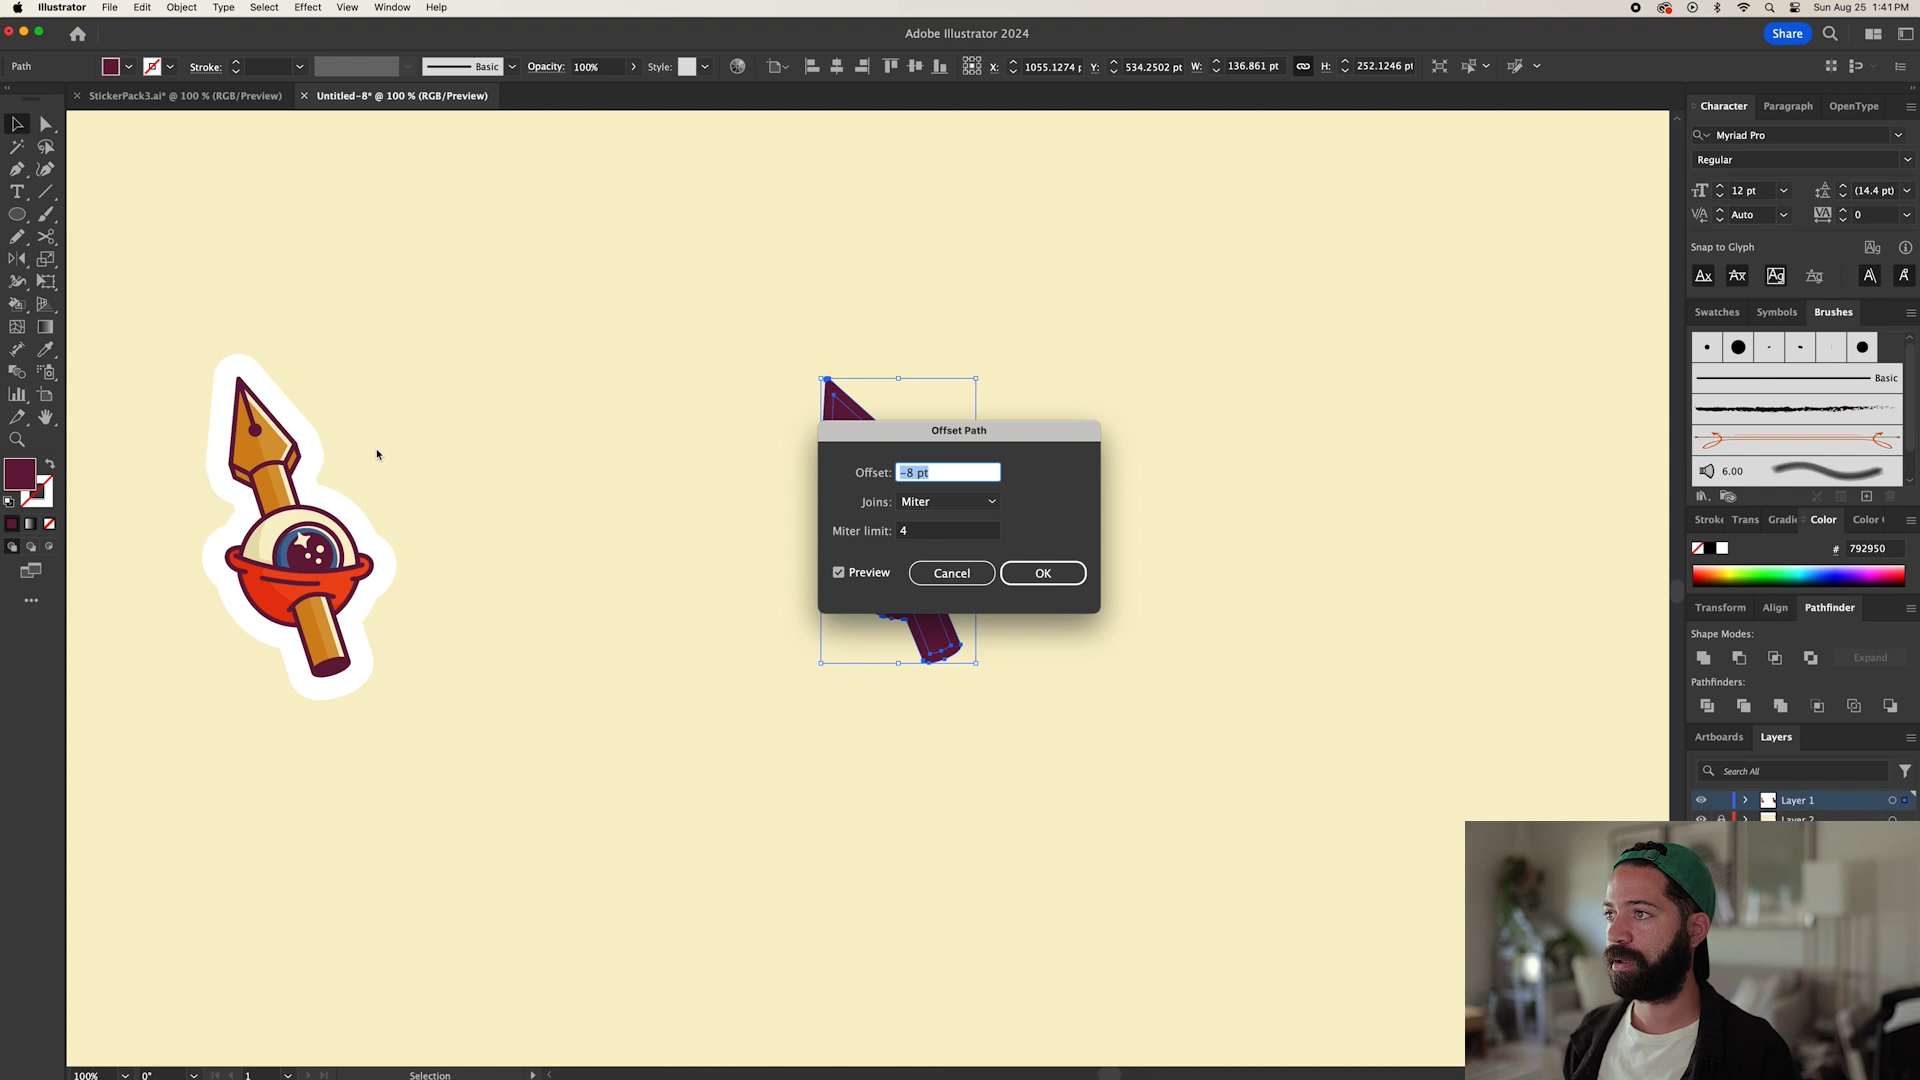 Illustrator File Edit Object Type Select Effect View Window Help Sun Aug 25 1:41PM
Adobe Illustrator 2024
Share
Path Stroke: Basic Opacity: 100% Style: X: 1055.1274 p Y: 534.2502 pt W: 136.861 pt H: 252.1246 pt
StickerPack3.ai* @ 100 % (RGB/Preview) Untitled-8* @ 100 % (RGB/Preview)
Character Paragraph OpenType
Myriad Pro
Regular
12 pt (14.4 pt)
Auto 0
Snap to Glyph
Swatches Symbols Brushes
Basic
6.00
Stroke Trans Gradi Color Color
# 792950
Transform Align Pathfinder
Shape Modes:
Expand
Pathfinders:
Artboards Layers
Search All
Layer 1
Layer 2
Offset Path
Offset: -8 pt
Joins: Miter
Miter limit: 4
Preview Cancel OK
100% 0° 1 Selection